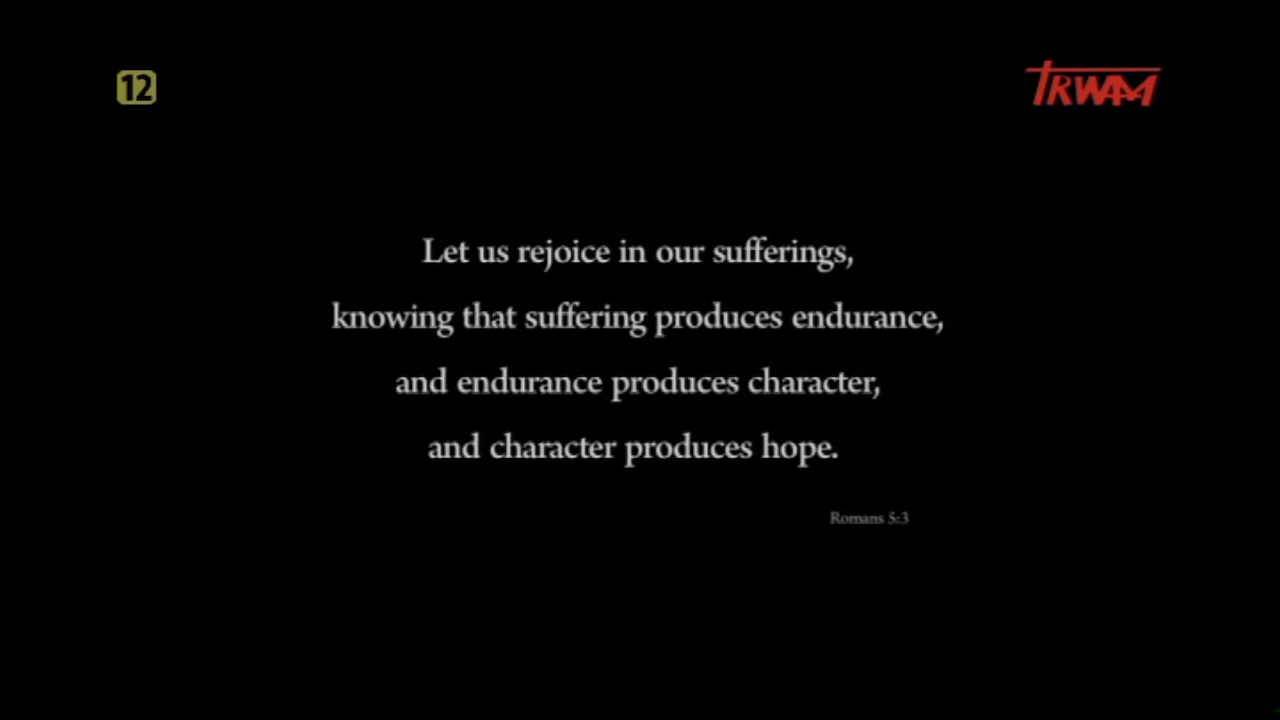 12
TRWAM
Let us rejoice in our sufferings,
knowing that suffering produces endurance,
and endurance produces character,
and character produces hope.
Romans 5:3